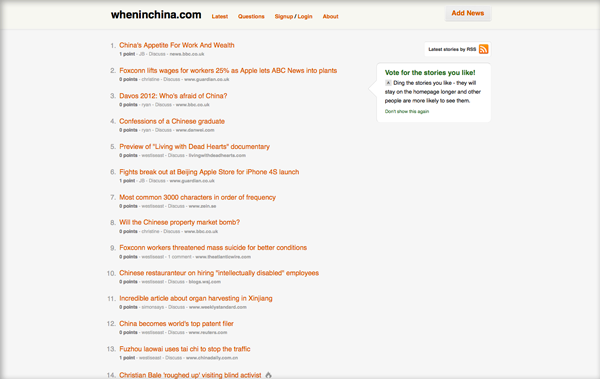 wheninchina.com Latest Questions Signup / Login About Add News
Latest stories by RSS
1. China's Appetite For Work And Wealth
1 point - JB - Discuss - news.bbc.co.uk
2. Foxconn lifts wages for workers 25% as Apple lets ABC News into plants
0 points - christine - Discuss - www.guardian.co.uk
3. Davos 2012: Who's afraid of China?
0 points - ryan - Discuss - www.bbc.co.uk
4. Confessions of a Chinese graduate
0 points - ryan - Discuss - www.danwei.com
5. Preview of "Living with Dead Hearts" documentary
0 points - westiseast - Discuss - livingwithdeadhearts.com
6. Fights break out at Beijing Apple Store for iPhone 4S launch
1 point - JB - Discuss - www.guardian.co.uk
7. Most common 3000 characters in order of frequency
0 points - westiseast - Discuss - www.zein.se
8. Will the Chinese property market bomb?
0 points - christine - Discuss - www.bbc.co.uk
9. Foxconn workers threatened mass suicide for better conditions
0 points - westiseast - 1 comment - www.theatlanticwire.com
10. Chinese restauranteur on hiring "intellectually disabled" employees
0 points - westiseast - Discuss - blogs.wsj.com
11. Incredible article about organ harvesting in Xinjiang
0 points - simonsays - Discuss - www.weeklystandard.com
12. China becomes world's top patent filer
0 points - westiseast - Discuss - www.reuters.com
13. Fuzhou laowai uses tai chi to stop the traffic
1 point - westiseast - Discuss - www.chinadaily.com.cn
14. Christian Bale 'roughed up' visiting blind activist
Vote for the stories you like!
Ding the stories you like - they will
stay on the homepage longer and other
people are more likely to see them.
Don't show this again